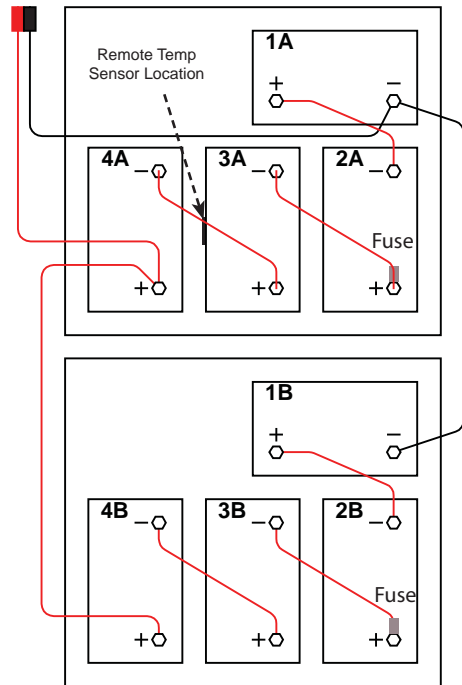 1A
Remote Temp
Sensor Location
+ −
4A 3A 2A
− − −
Fuse
+ + +
1B
+ −
4B 3B 2B
− − −
Fuse
+ + +